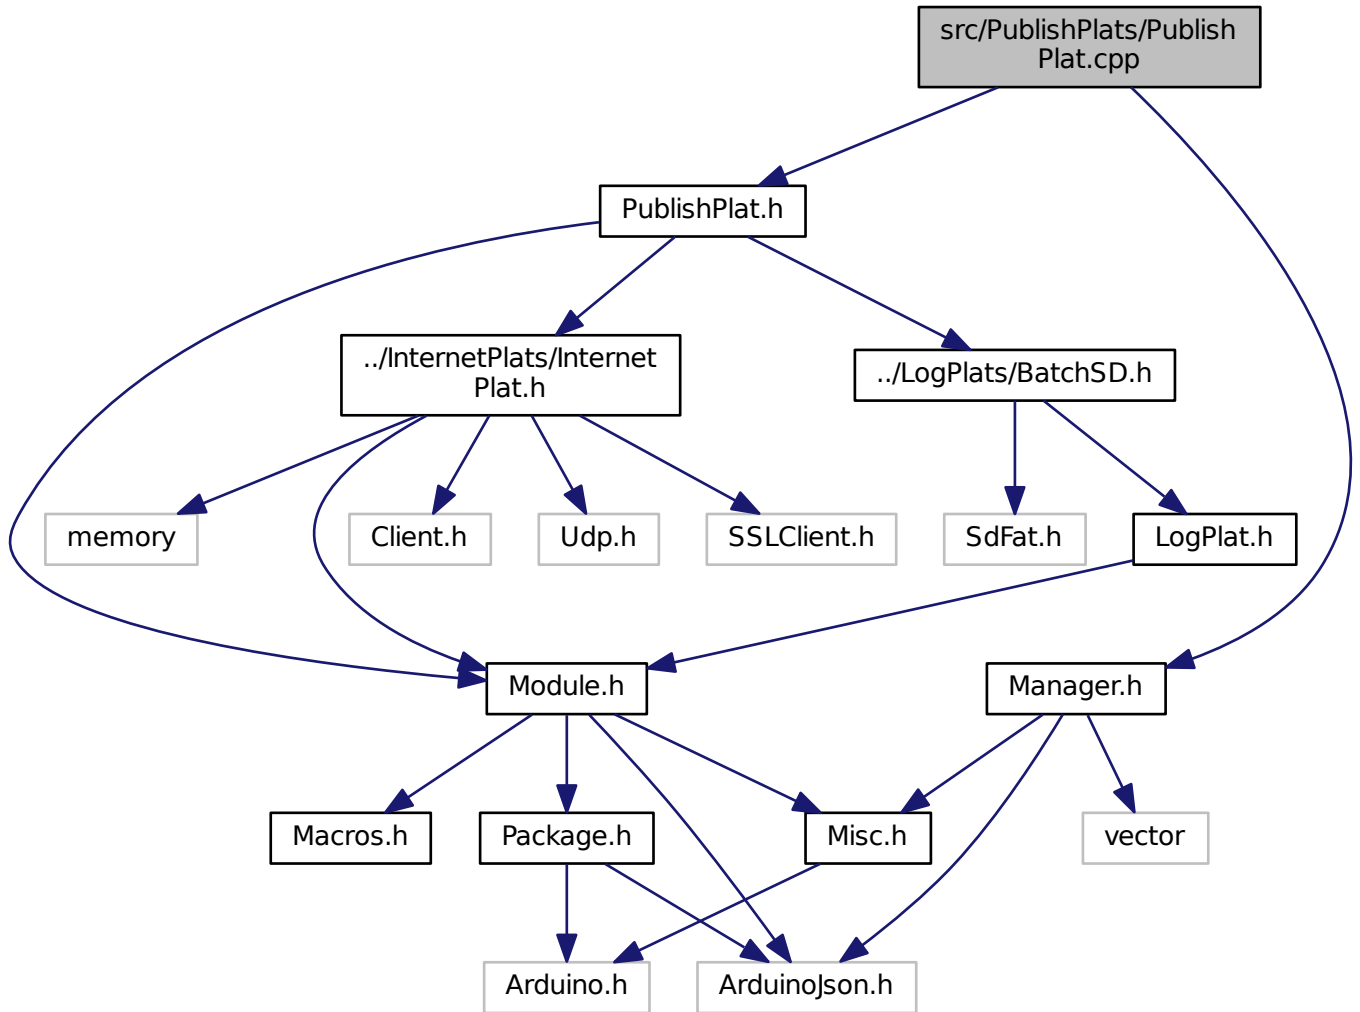 src/PublishPlats/Publish
Plat.cpp
PublishPlat.h
../InternetPlats/Internet
Plat.h
../LogPlats/BatchSD.h
memory
Client.h
Udp.h
SSLClient.h
SdFat.h
LogPlat.h
Module.h
Manager.h
Macros.h
Package.h
Misc.h
vector
Arduino.h
ArduinoJson.h